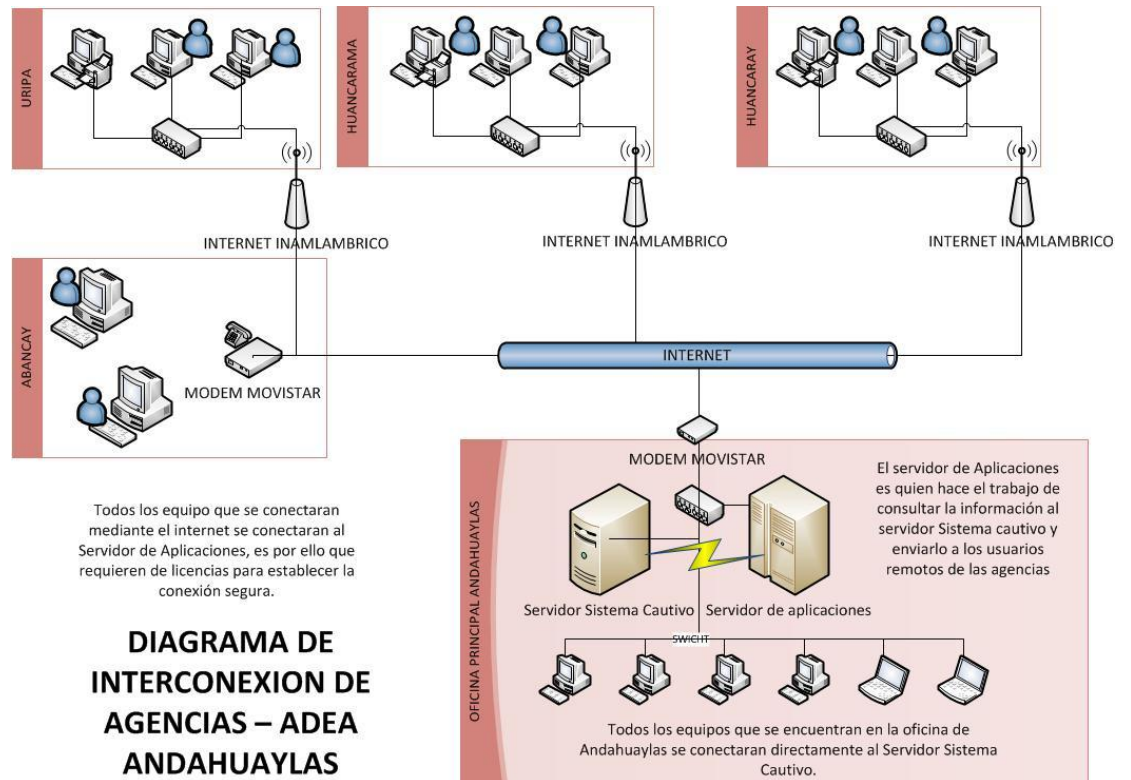 URIPA
HUANCARAMA
HUANCARAY
INTERNET INAMLAMBRICO
INTERNET INAMLAMBRICO
INTERNET INAMLAMBRICO
ABANCAY
MODEM MOVISTAR
INTERNET
Todos los equipo que se conectaran
mediante el internet se conectaran al
Servidor de Aplicaciones, es por ello que
requieren de licencias para establecer la
conexión segura.
DIAGRAMA DE
INTERCONEXION DE
AGENCIAS – ADEA
ANDAHUAYLAS
OFICINA PRINCIPAL ANDAHUAYLAS
MODEM MOVISTAR
El servidor de Aplicaciones
es quien hace el trabajo de
consultar la información al
servidor Sistema cautivo y
enviarlo a los usuarios
remotos de las agencias
Servidor Sistema Cautivo
Servidor de aplicaciones
SWICHT
Todos los equipos que se encuentran en la oficina de
Andahuaylas se conectaran directamente al Servidor Sistema
Cautivo.